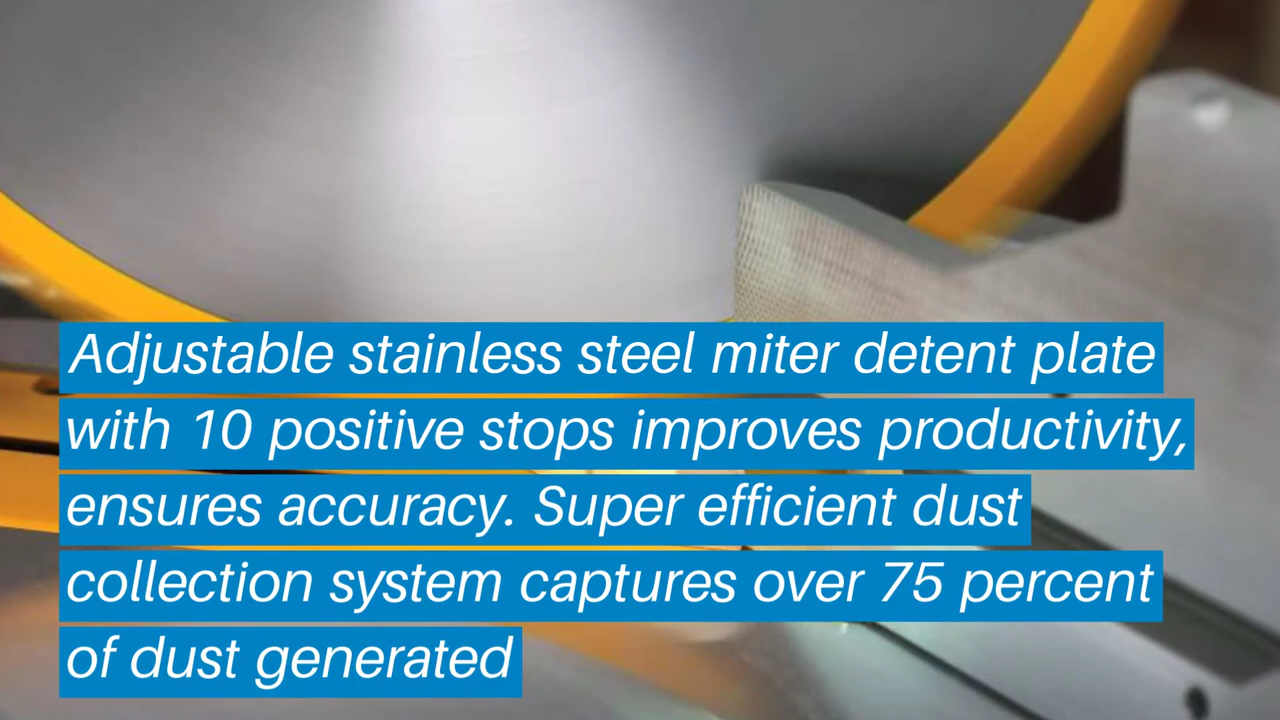 Adjustable stainless steel miter detent plate
with 10 positive stops improves productivity,
ensures accuracy. Super efficient dust
collection system captures over 75 percent
of dust generated